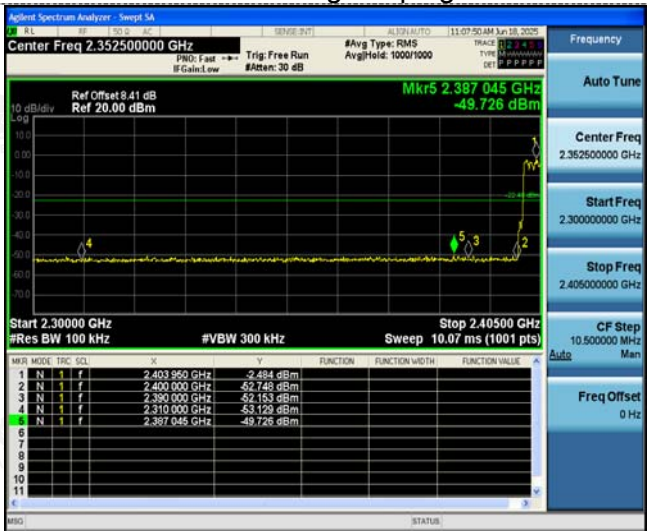 Agilent Spectrum Analyzer - Swept SA
RL RF 50 Ω AC SENSE:INT ALIGN AUTO 11:07:50 AM Jun 18, 2025
Center Freq 2.352500000 GHz
PNO: Fast
IFGain:Low
Trig: Free Run
#Atten: 30 dB
#Avg Type: RMS
Avg|Hold: 1000/1000
TRACE 1 2 3 4 5 6
TYPE
DET P P P P P P
Ref Offset 8.41 dB
10 dB/div Ref 20.00 dBm
Log
Mkr5 2.387 045 GHz
-49.726 dBm
10.0
0.00
-10.0
-20.0
-30.0
-40.0
-50.0
-60.0
-70.0
1
4
5
3
2
Start 2.30000 GHz Stop 2.40500 GHz
#Res BW 100 kHz #VBW 300 kHz Sweep 10.07 ms (1001 pts)
MKR MODE TRC SCL X Y FUNCTION FUNCTION WIDTH FUNCTION VALUE
1 N 1 f 2.403 950 GHz -2.484 dBm
2 N 1 f 2.400 000 GHz -52.748 dBm
3 N 1 f 2.390 000 GHz -52.153 dBm
4 N 1 f 2.310 000 GHz -53.129 dBm
5 N 1 f 2.387 045 GHz -49.726 dBm
6
7
8
9
10
11
MSG STATUS
Frequency
Auto Tune
Center Freq
2.352500000 GHz
Start Freq
2.300000000 GHz
Stop Freq
2.405000000 GHz
CF Step
10.500000 MHz
Auto Man
Freq Offset
0 Hz